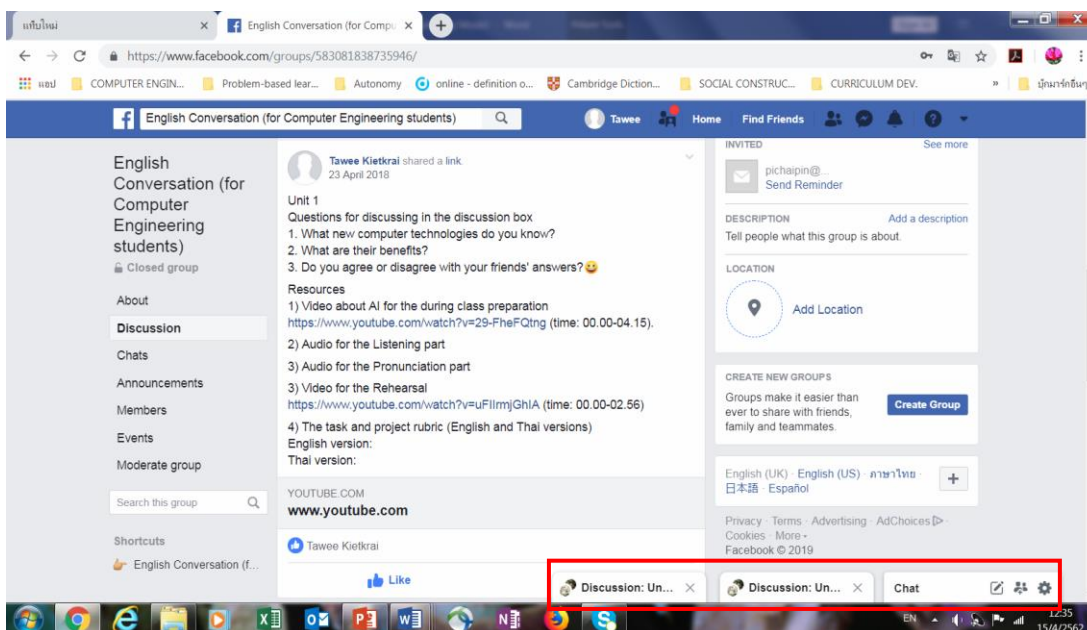 แท็บใหม่
English Conversation (for Compu
https://www.facebook.com/groups/583081838735946/
แอป
COMPUTER ENGIN...
Problem-based lear...
Autonomy
online - definition o...
Cambridge Diction...
SOCIAL CONSTRUC...
CURRICULUM DEV.
»
บุ๊กมาร์กอื่นๆ
English Conversation (for Computer Engineering students)
Tawee
Home
Find Friends
English
Conversation (for
Computer
Engineering
students)
Closed group
About
Discussion
Chats
Announcements
Members
Events
Moderate group
Search this group
Shortcuts
English Conversation (f...
Tawee Kietkrai shared a link.
23 April 2018
Unit 1
Questions for discussing in the discussion box
1. What new computer technologies do you know?
2. What are their benefits?
3. Do you agree or disagree with your friends' answers?😀
Resources
1) Video about AI for the during class preparation
https://www.youtube.com/watch?v=29-FheFQtng (time: 00.00-04.15).
2) Audio for the Listening part
3) Audio for the Pronunciation part
3) Video for the Rehearsal
https://www.youtube.com/watch?v=uFIIrmjGhIA (time: 00.00-02.56)
4) The task and project rubric (English and Thai versions)
English version:
Thai version:
YOUTUBE.COM
www.youtube.com
Tawee Kietkrai
Like
INVITED
See more
pichaipin@...
Send Reminder
DESCRIPTION
Add a description
Tell people what this group is about.
LOCATION
Add Location
CREATE NEW GROUPS
Groups make it easier than
ever to share with friends,
family and teammates.
Create Group
English (UK) · English (US) · ภาษาไทย ·
日本語 · Español
Privacy · Terms · Advertising · AdChoices ·
Cookies · More
Facebook © 2019
Discussion: Un...
Discussion: Un...
Chat
EN
12:35
15/4/2562